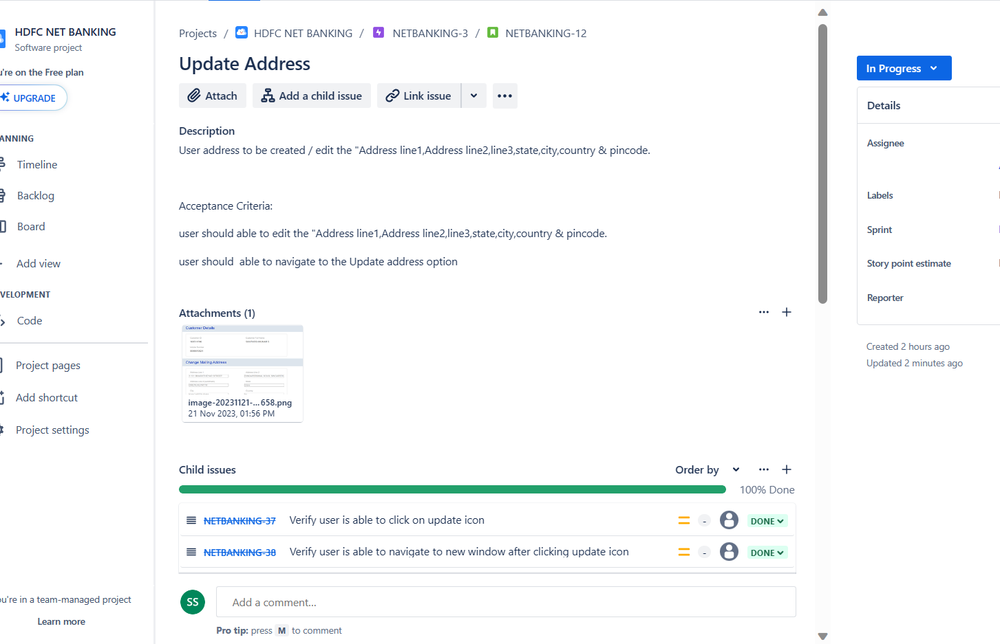 HDFC NET BANKING
Software project
u're on the Free plan
UPGRADE
ANNING
Timeline
Backlog
Board
Add view
VELOPMENT
Code
Project pages
Add shortcut
Project settings
ou're in a team-managed project
Learn more
Projects / HDFC NET BANKING / NETBANKING-3 / NETBANKING-12
Update Address
Attach Add a child issue Link issue
Description
User address to be created / edit the "Address line1,Address line2,line3,state,city,country & pincode.
Acceptance Criteria:
user should able to edit the "Address line1,Address line2,line3,state,city,country & pincode.
user should  able to navigate to the Update address option
Attachments (1)
Customer Details
Change Mailing Address
image-20231121-...658.png
21 Nov 2023, 01:56 PM
Child issues Order by
100% Done
NETBANKING-37 Verify user is able to click on update icon - DONE
NETBANKING-38 Verify user is able to navigate to new window after clicking update icon - DONE
SS Add a comment...
Pro tip: press M to comment
In Progress
Details
Assignee
Labels
Sprint
Story point estimate
Reporter
Created 2 hours ago
Updated 2 minutes ago